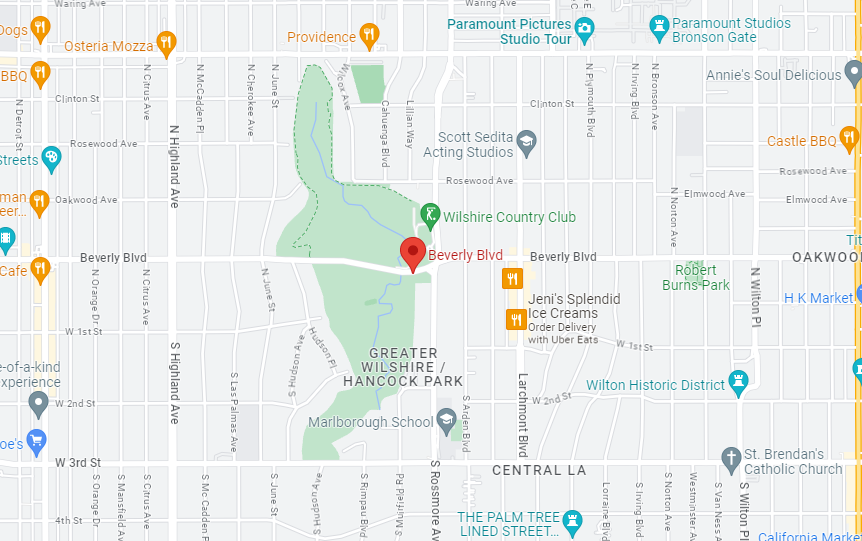 Waring Ave
Waring Ave
Dogs
Osteria Mozza
Providence
Paramount Pictures
Studio Tour
Paramount Studios
Bronson Gate
BBQ
N Citrus Ave
N McCadden Pl
N Cherokee Ave
N June St
Wilcox Ave
Cahuenga Blvd
Lillian Way
N Plymouth Blvd
N Irving Blvd
N Bronson Ave
Annie's Soul Delicious
Clinton St
Clinton St
N Detroit St
N Highland Ave
Rosewood Ave
Scott Sedita
Acting Studios
Castle BBQ
Streets
Rosewood Ave
Rosewood Ave
Oakwood Ave
Elmwood Ave
Elmwood Ave
man
eer...
Wilshire Country Club
N Norton Ave
Beverly Blvd
Beverly Blvd
Beverly Blvd
Tit
OAKWOO
Cafe
N Orange Dr
N Citrus Ave
N June St
Robert
Burns Park
N Wilton Pl
H K Market
Jeni's Splendid
Ice Creams
Order Delivery
with Uber Eats
W 1st St
W 1st St
Hudson Pl
S Hudson Ave
GREATER
WILSHIRE /
HANCOCK PARK
e-of-a-kind
xperience
S Highland Ave
S Las Palmas Ave
Larchmont Blvd
Wilton Historic District
W 2nd St
W 2nd St
Marlborough School
S Arden Blvd
oe's
W 3rd St
CENTRAL LA
St. Brendan's
Catholic Church
S Orange Dr
S Mansfield Ave
S Citrus Ave
S Mc Cadden Pl
S June St
S Hudson Ave
S Rimpau Blvd
S Muirfield Rd
S Rossmore Av
Lorraine Blvd
S Irving Blvd
S Norton Ave
Westminster Ave
S Van Ness A
S Wilton Pl
4th St
THE PALM TREE
LINED STREET...
California Marke